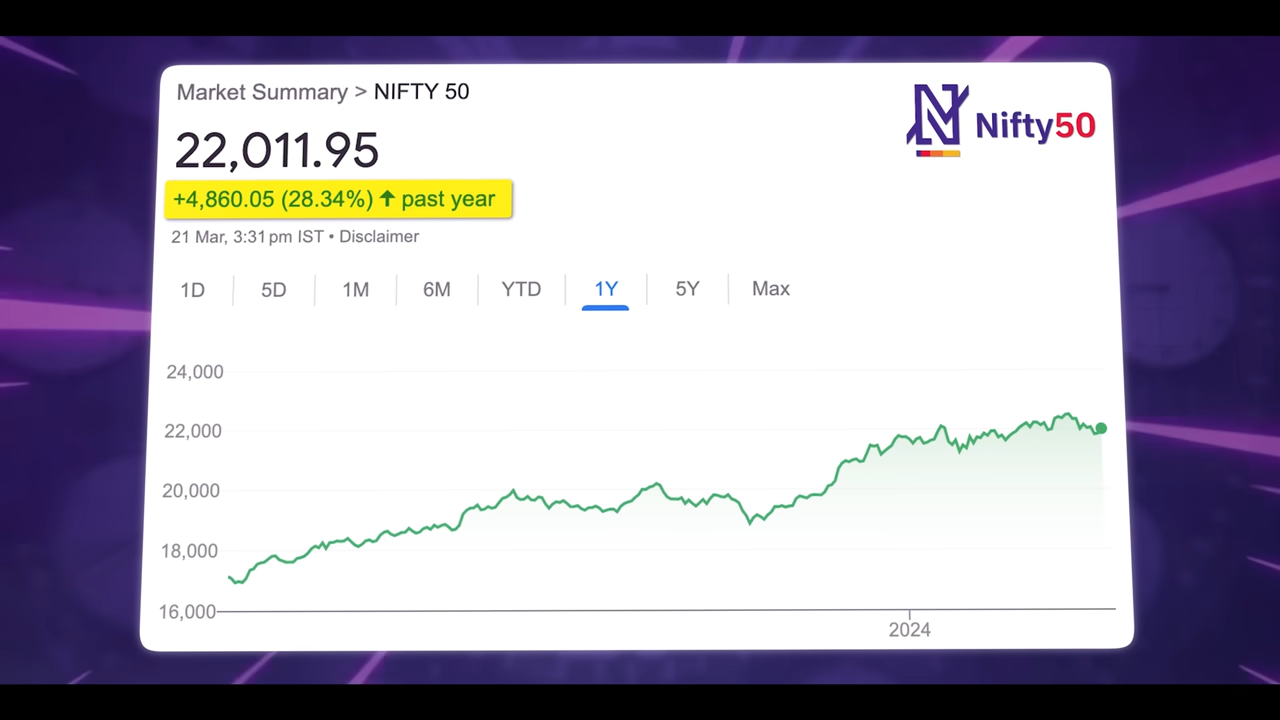 Market Summary > NIFTY 50
Nifty50
22,011.95
+4,860.05 (28.34%) ↑ past year
21 Mar, 3:31 pm IST • Disclaimer
1D 5D 1M 6M YTD 1Y 5Y Max
24,000
22,000
20,000
18,000
16,000
2024